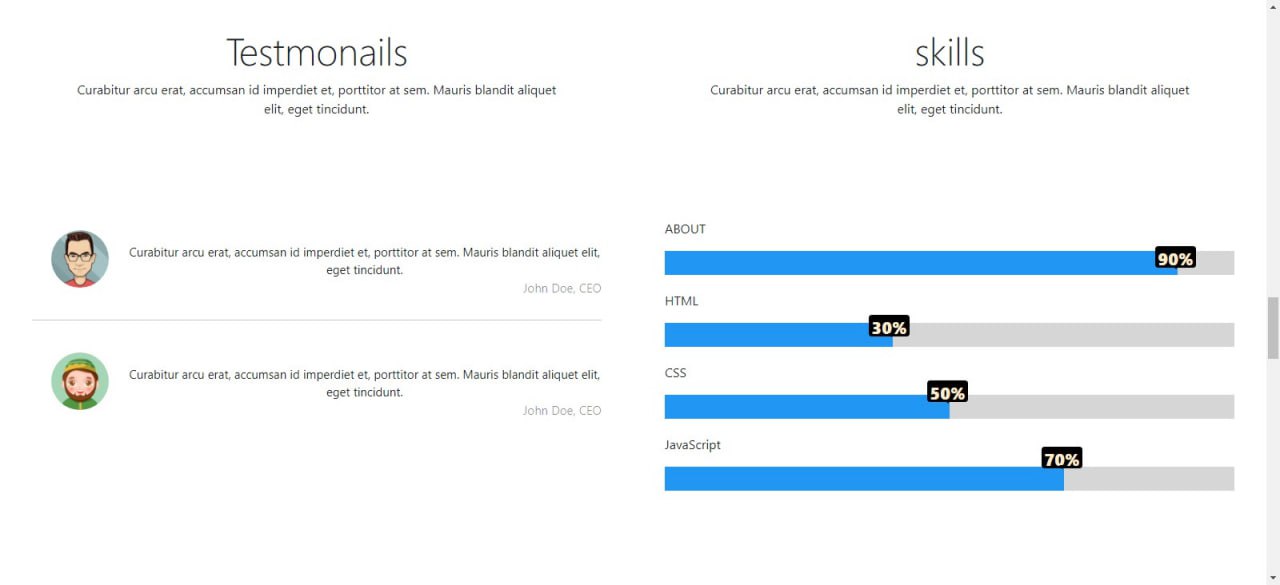 Testmonails
Curabitur arcu erat, accumsan id imperdiet et, porttitor at sem. Mauris blandit aliquet
elit, eget tincidunt.
Curabitur arcu erat, accumsan id imperdiet et, porttitor at sem. Mauris blandit aliquet elit,
eget tincidunt.
John Doe, CEO
Curabitur arcu erat, accumsan id imperdiet et, porttitor at sem. Mauris blandit aliquet elit,
eget tincidunt.
John Doe, CEO
skills
Curabitur arcu erat, accumsan id imperdiet et, porttitor at sem. Mauris blandit aliquet
elit, eget tincidunt.
ABOUT
90%
HTML
30%
CSS
50%
JavaScript
70%